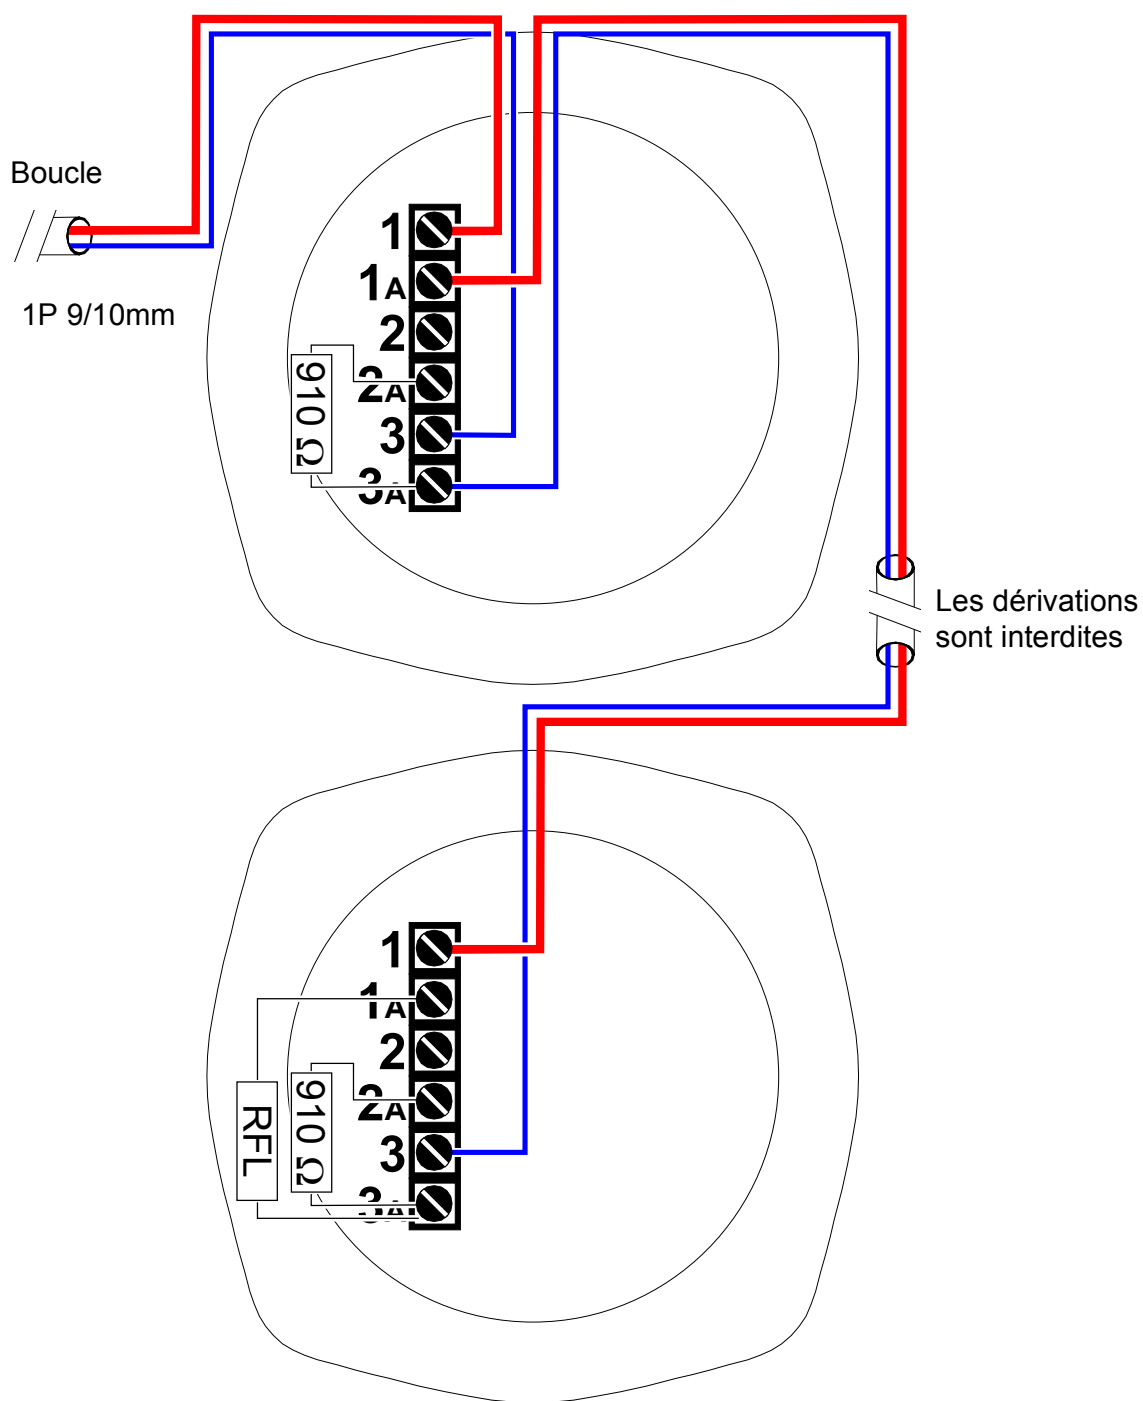 Boucle
1P 9/10mm
1
1A
2
2A
3
3A
910 Ω
Les dérivations
sont interdites
1
1A
2
2A
3
3A
910 Ω
RFL